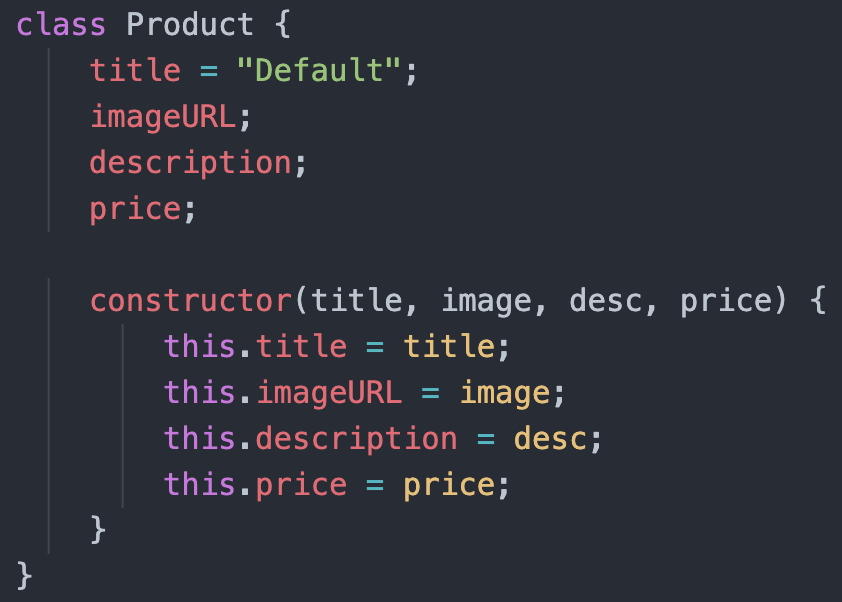 class Product {
    title = "Default";
    imageURL;
    description;
    price;

    constructor(title, image, desc, price) {
        this.title = title;
        this.imageURL = image;
        this.description = desc;
        this.price = price;
    }
}